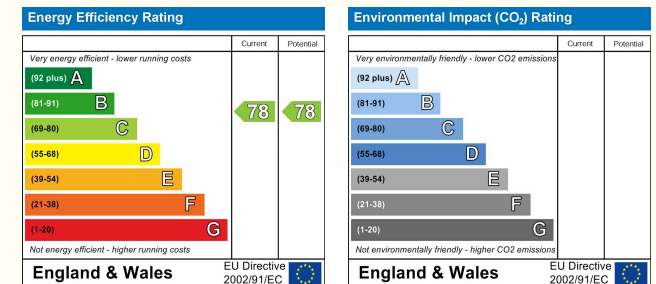 Energy Efficiency Rating
Current Potential
Very energy efficient - lower running costs
(92 plus) A
(81-91) B
(69-80) C
(55-68) D
(39-54) E
(21-38) F
(1-20) G
78 78
Not energy efficient - higher running costs
England & Wales
EU Directive
2002/91/EC
Environmental Impact (CO₂) Rating
Current Potential
Very environmentally friendly - lower CO2 emissions
(92 plus) A
(81-91) B
(69-80) C
(55-68) D
(39-54) E
(21-38) F
(1-20) G
Not environmentally friendly - higher CO2 emissions
England & Wales
EU Directive
2002/91/EC